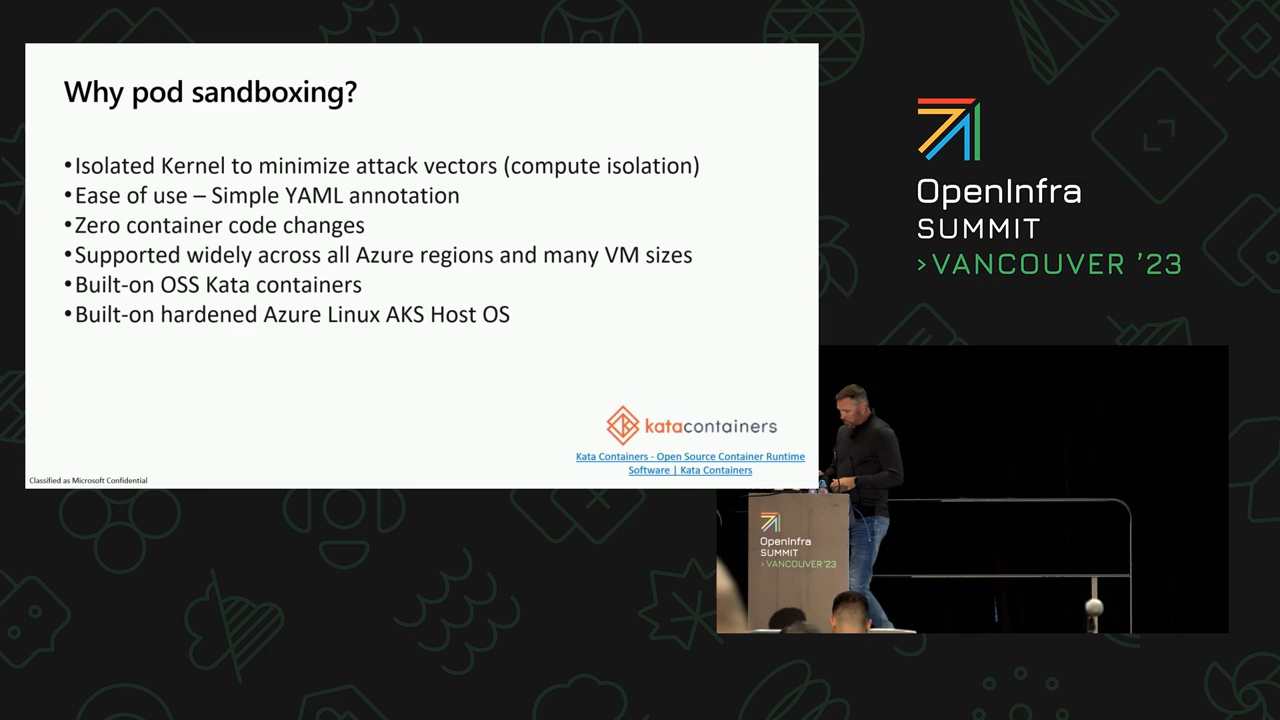 Why pod sandboxing?
•Isolated Kernel to minimize attack vectors (compute isolation)
•Ease of use – Simple YAML annotation
•Zero container code changes
•Supported widely across all Azure regions and many VM sizes
•Built-on OSS Kata containers
•Built-on hardened Azure Linux AKS Host OS
katacontainers
Kata Containers - Open Source Container Runtime
Software | Kata Containers
Classified as Microsoft Confidential
OpenInfra
SUMMIT
>VANCOUVER ’23
OpenInfra
SUMMIT
>VANCOUVER ’23